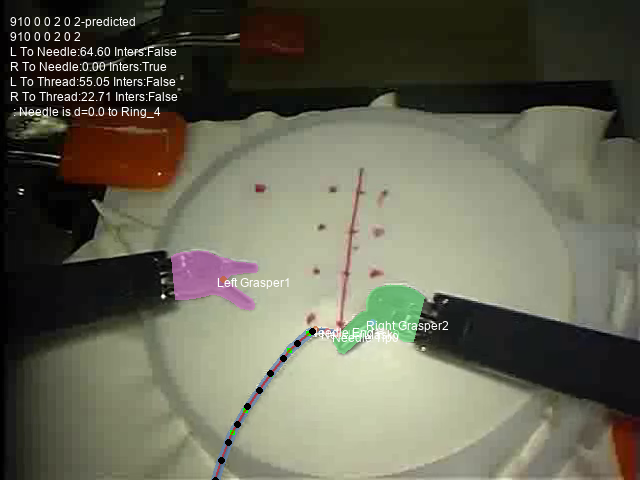 910 0 0 2 0 2-predicted
910 0 0 2 0 2
L To Needle:64.60 Inters:False
R To Needle:0.00 Inters:True
L To Thread:55.05 Inters:False
R To Thread:22.71 Inters:False
: Needle is d=0.0 to Ring_4
Left Grasper1
Right Grasper2
Needle End
Needle Tip